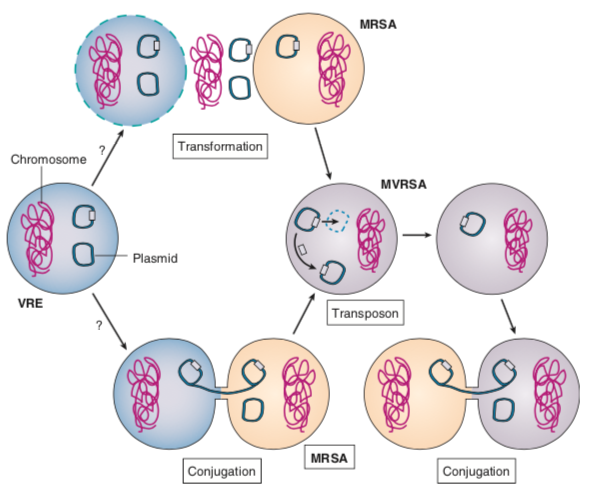 MRSA
Transformation
?
Chromosome
MVRSA
Plasmid
VRE
Transposon
?
MRSA
Conjugation
Conjugation